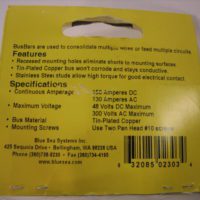 BusBars are used to consolidate multiple wires or feed multiple circuits.
Features
• Recessed mounting holes eliminate shorts to mounting surfaces.
• Tin-Plated Copper bus won't corrode and stays conductive.
• Stainless Steel studs allow high torque for good electrical contact.
Specifications
• Continuous Amperage 150 Amperes DC
130 Amperes AC
• Maximum Voltage 48 Volts DC Maximum
300 Volts AC Maximum
• Bus Material Tin-Plated Copper
• Mounting Screws Use Two Pan Head #10 screws
Blue Sea Systems Inc.
425 Sequoia Drive • Bellingham, WA 98226 USA
Phone (360)738-8230 • Fax (360)734-4195
www.bluesea.com
32085 02303